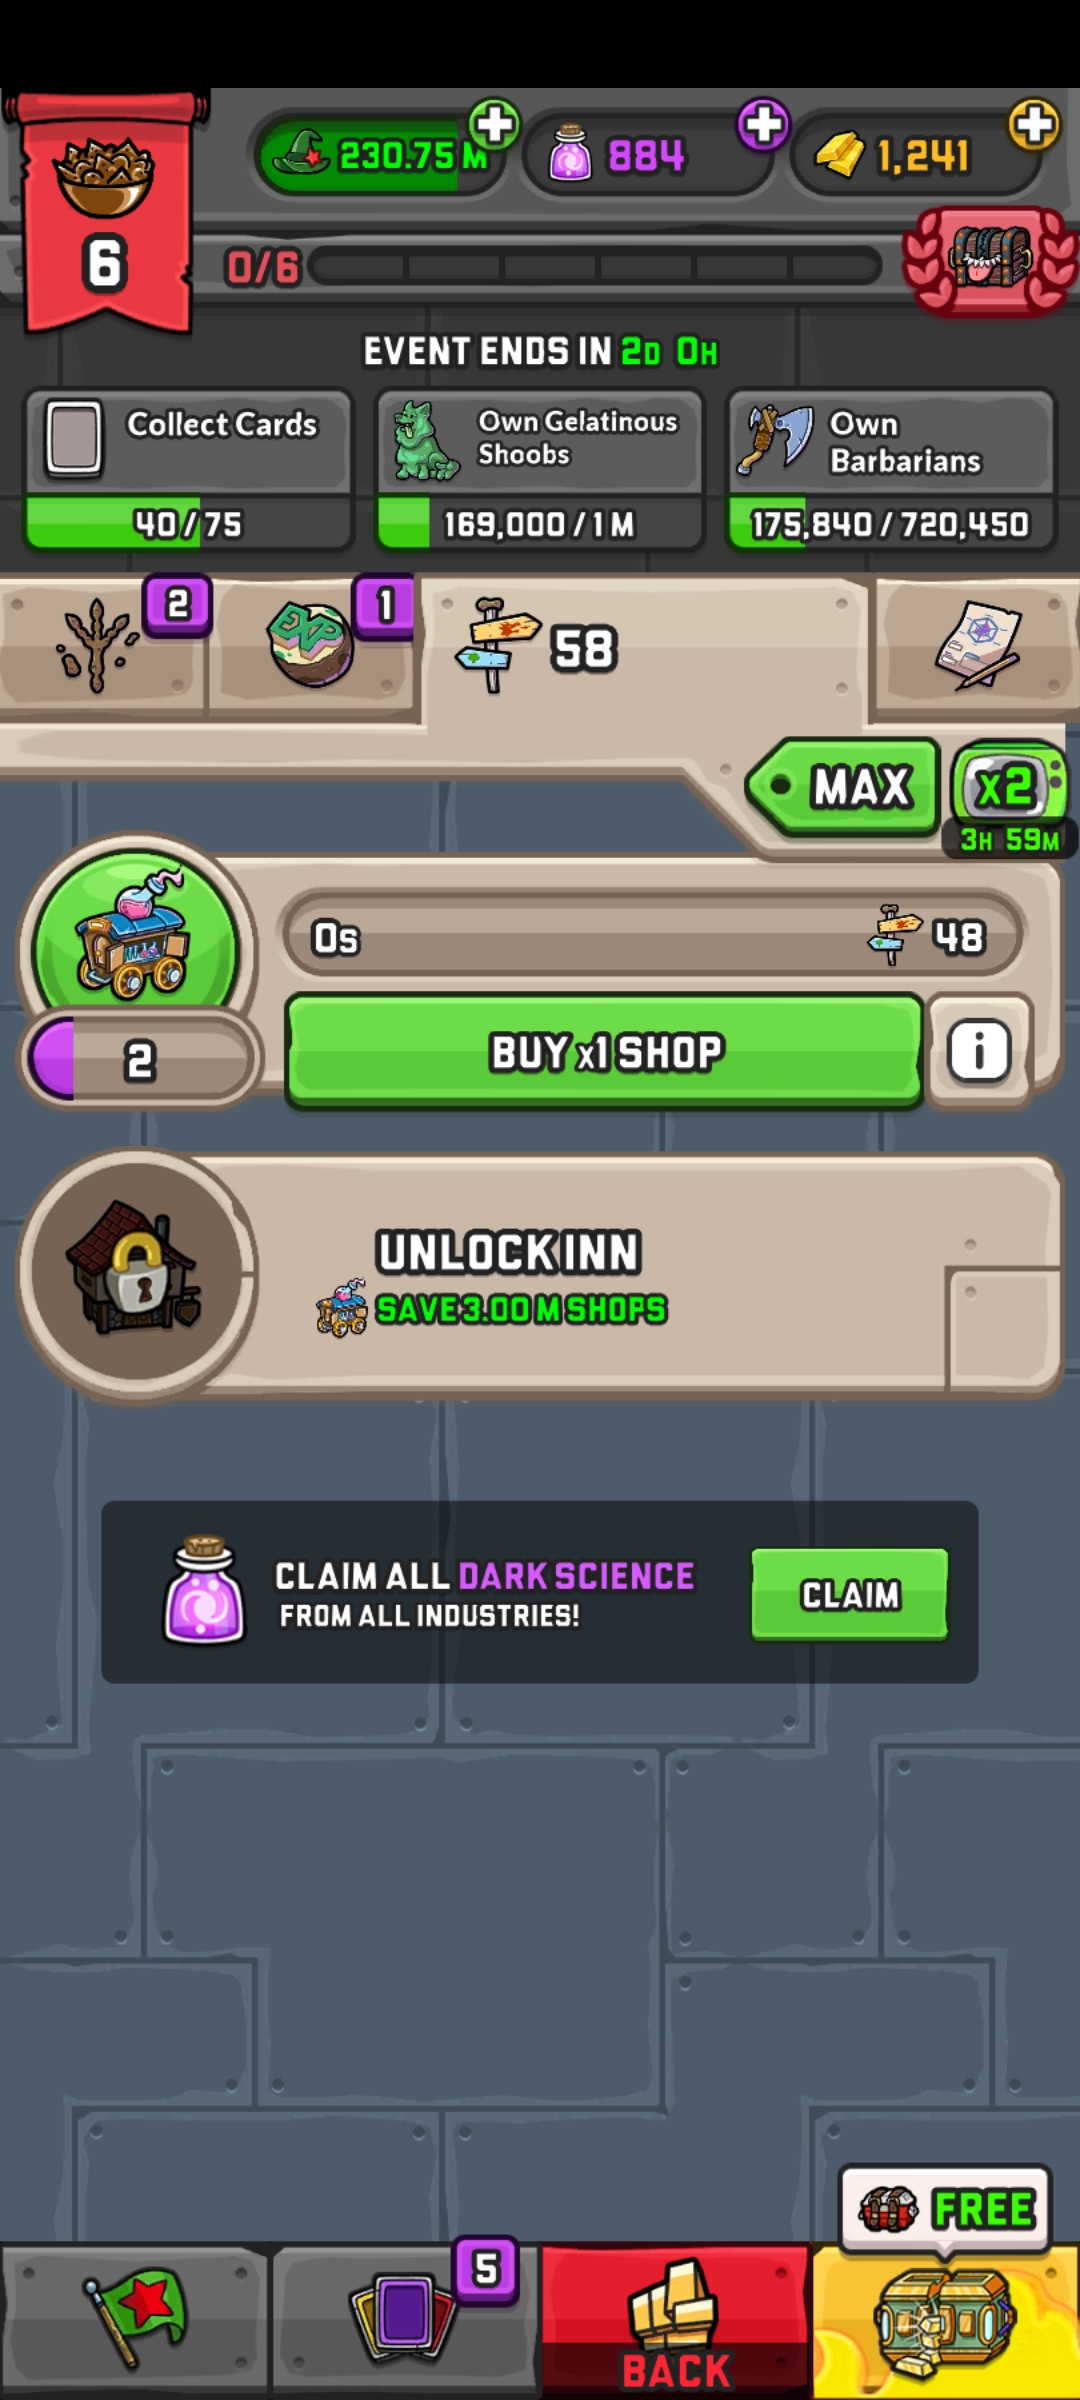 230.75 M
884
1,241
6
0/6
EVENT ENDS IN 2D 0H
Collect Cards
40/75
Own Gelatinous
Shoobs
169,000/1 M
Own
Barbarians
175,840/720,450
2
EXP
1
58
MAX
x2
3H 59M
0s
48
2
BUY x1 SHOP
i
UNLOCK INN
SAVE 3.00 M SHOPS
CLAIM ALL DARK SCIENCE
FROM ALL INDUSTRIES!
CLAIM
FREE
5
BACK